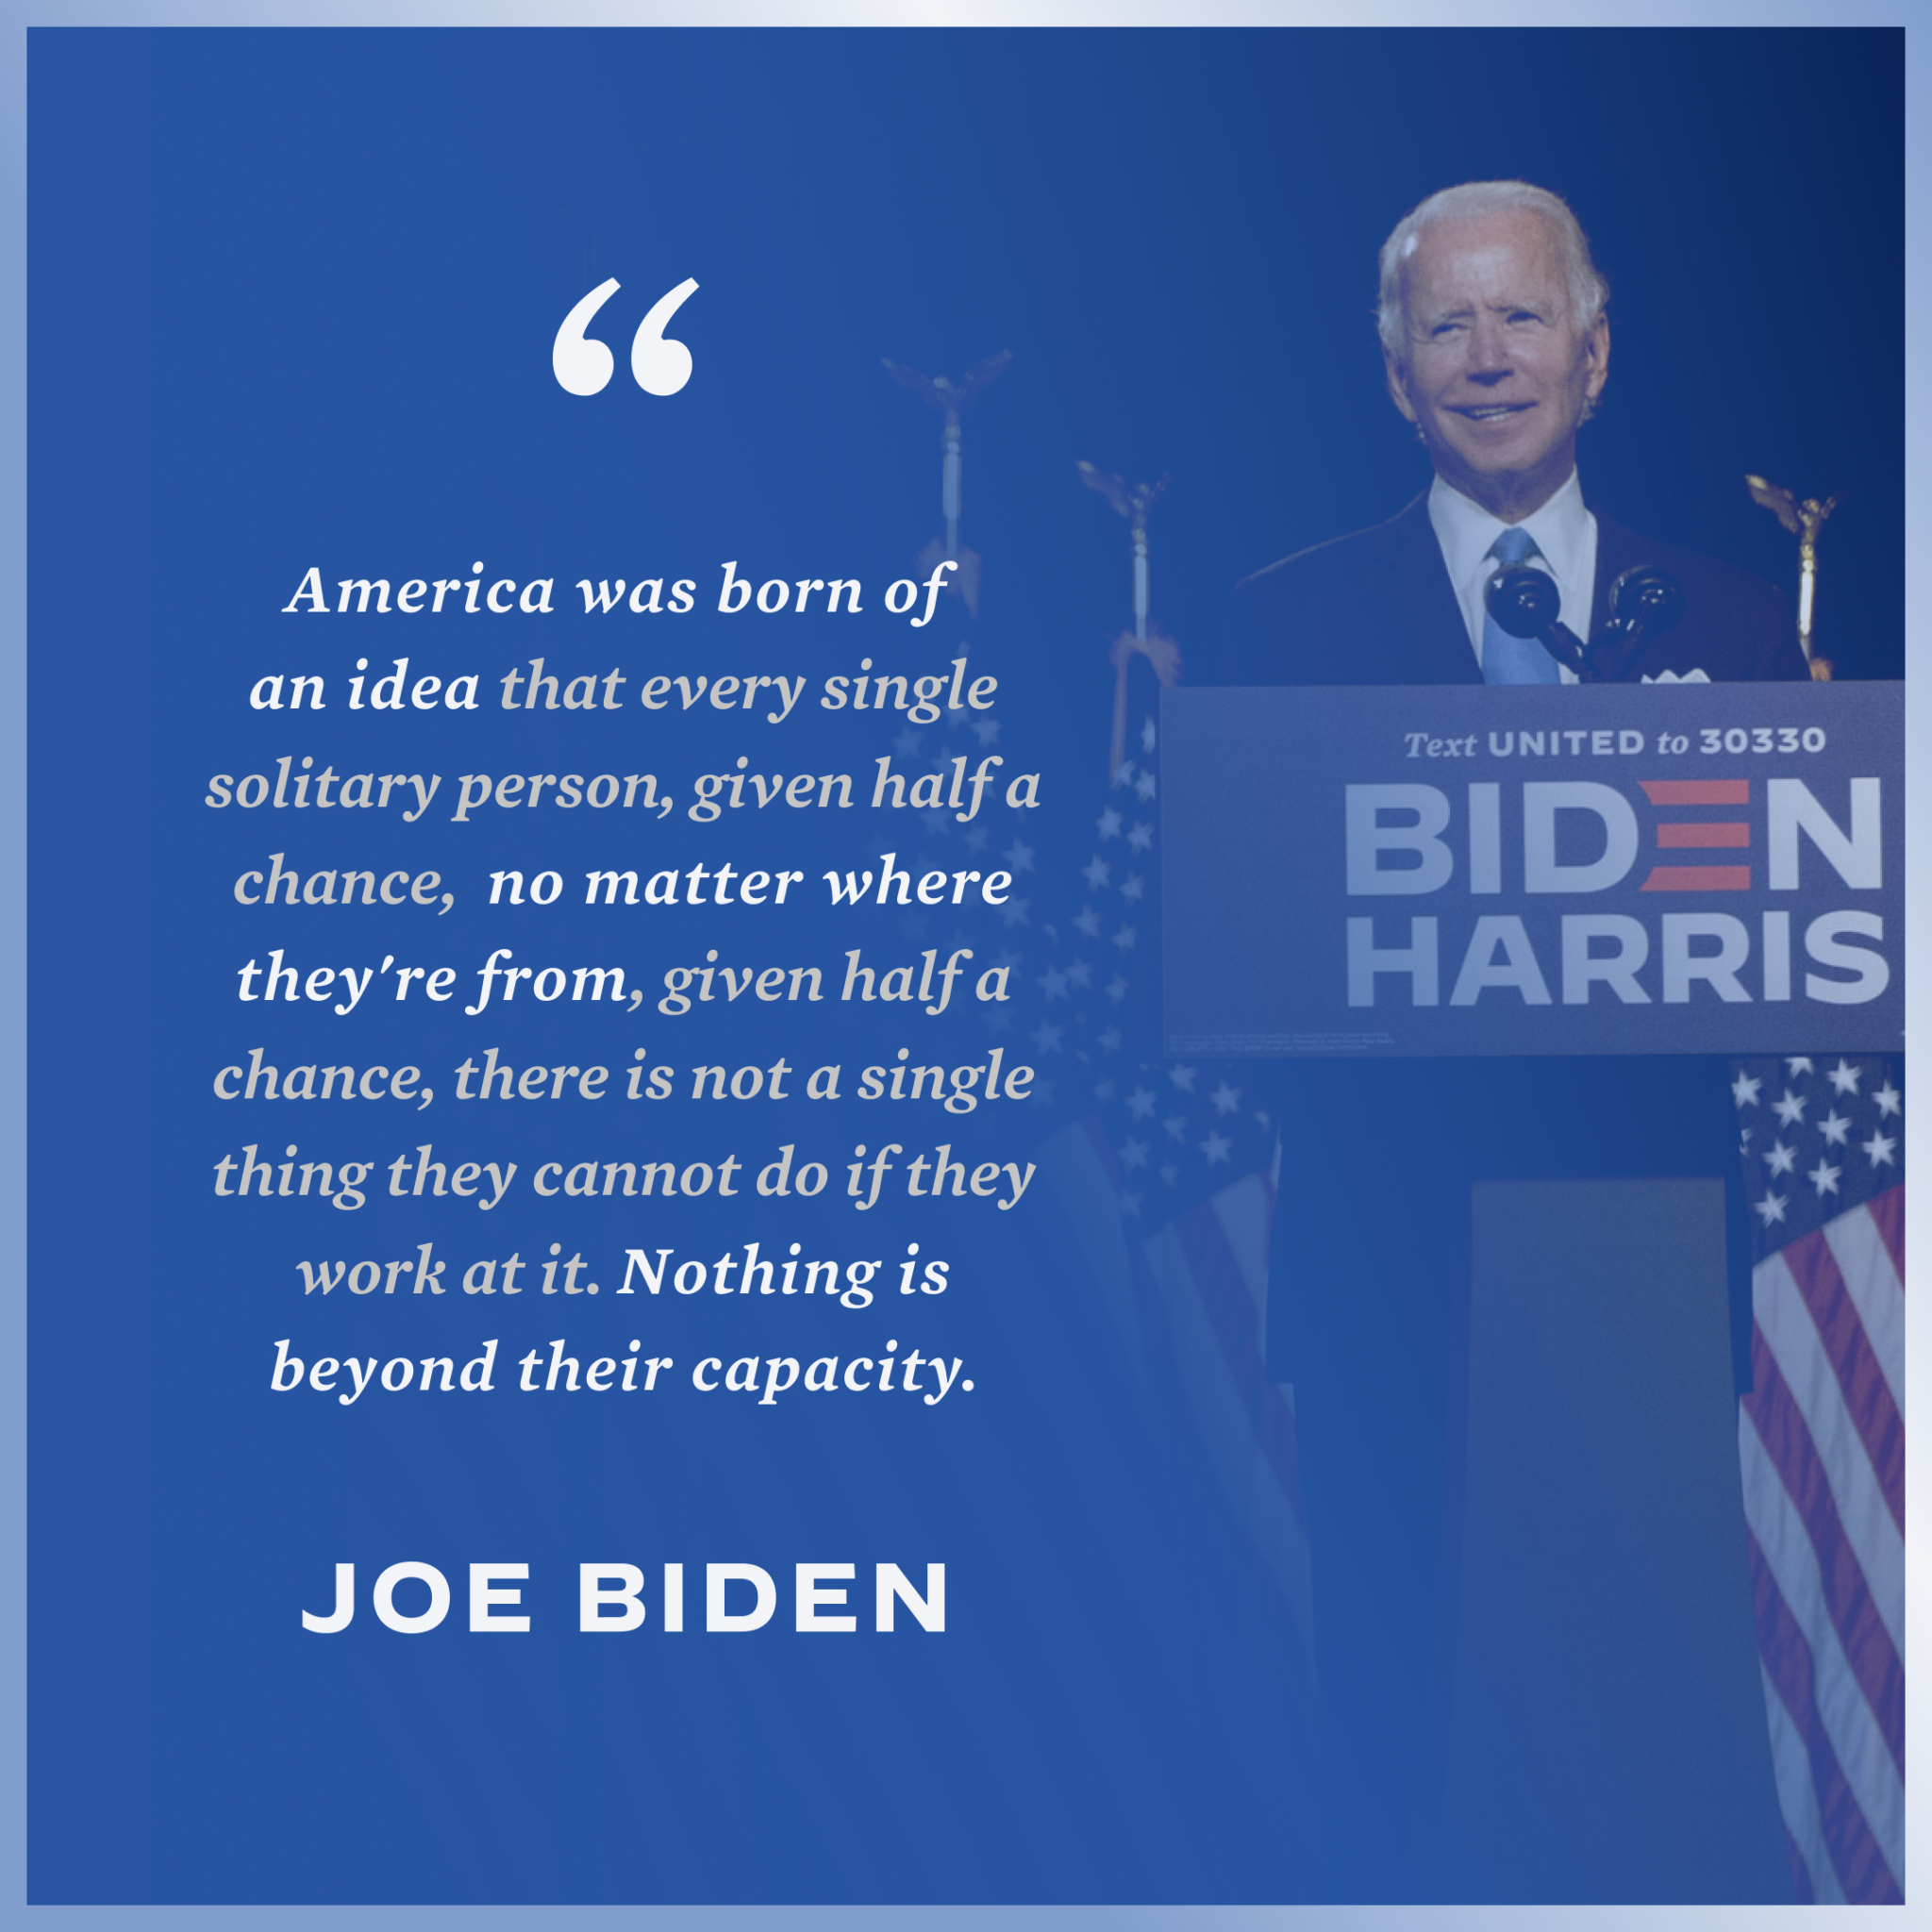 “
America was born of
an idea that every single
solitary person, given half a
chance, no matter where
they're from, given half a
chance, there is not a single
thing they cannot do if they
work at it. Nothing is
beyond their capacity.
JOE BIDEN
Text UNITED to 30330
BIDEN
HARRIS